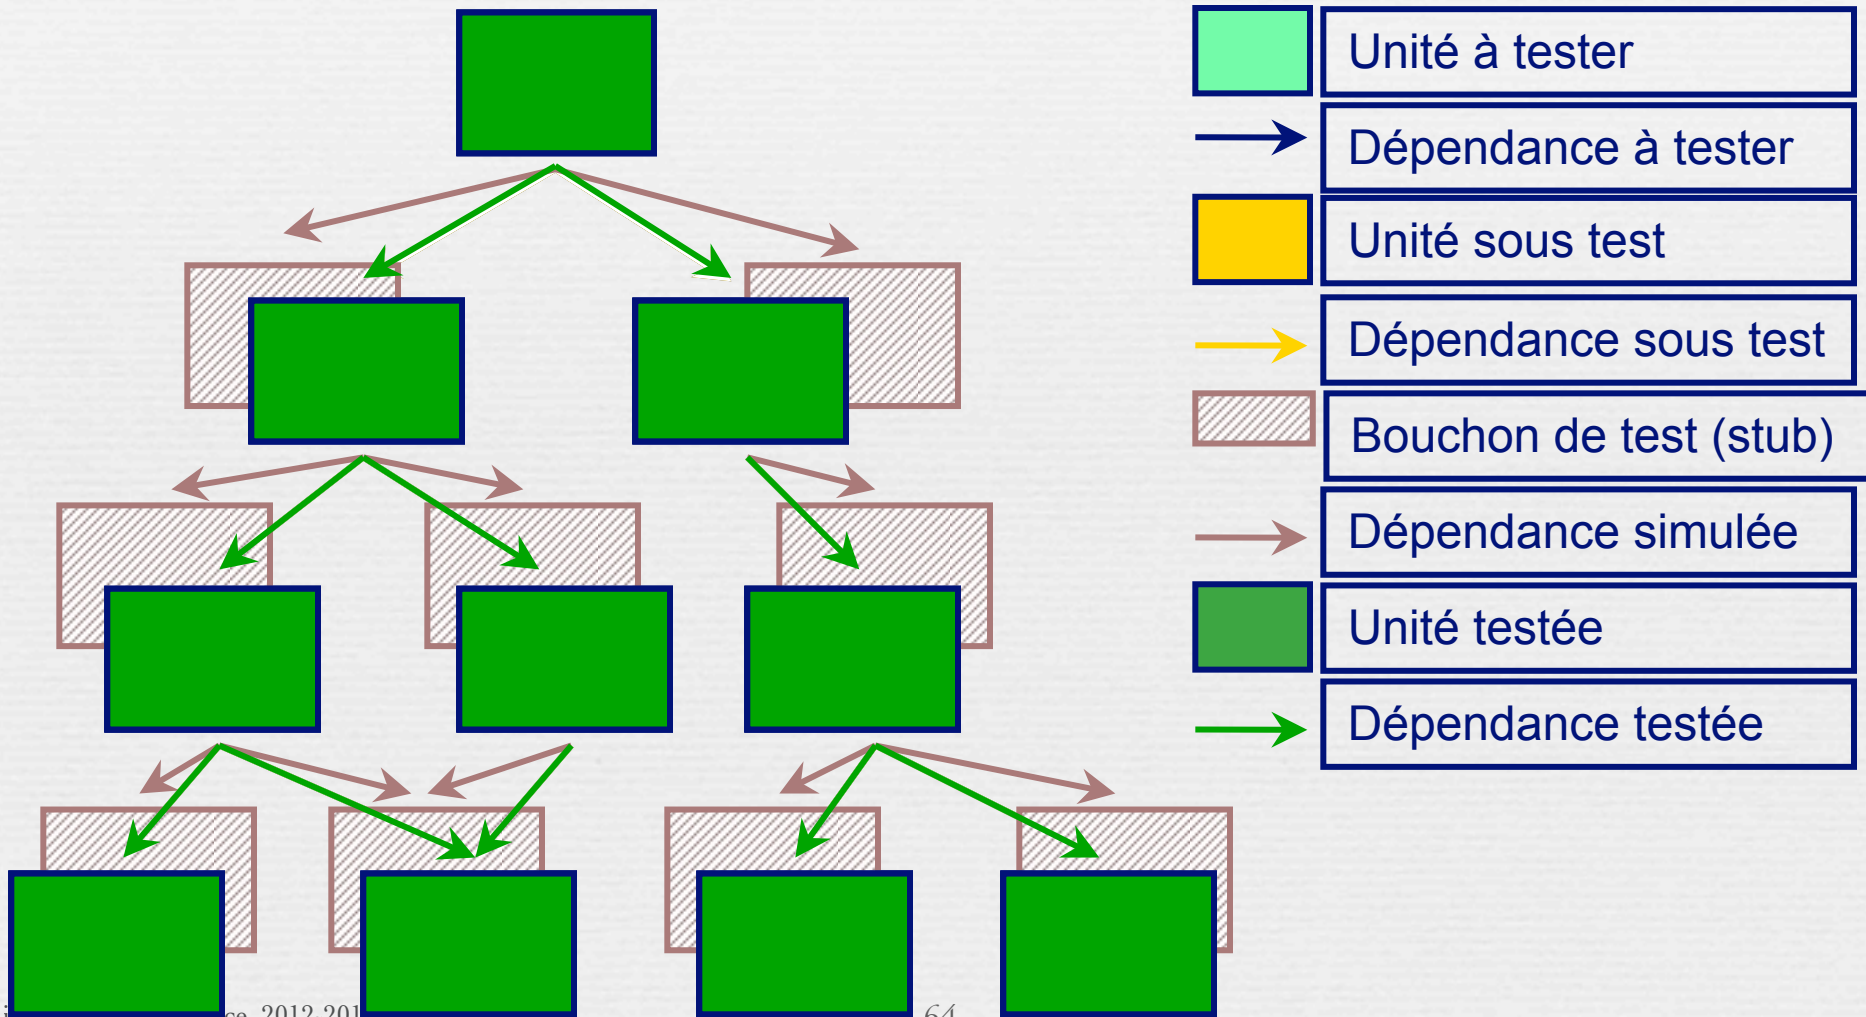 Unité à tester
Dépendance à tester
Unité sous test
Dépendance sous test
Bouchon de test (stub)
Dépendance simulée
Unité testée
Dépendance testée
64